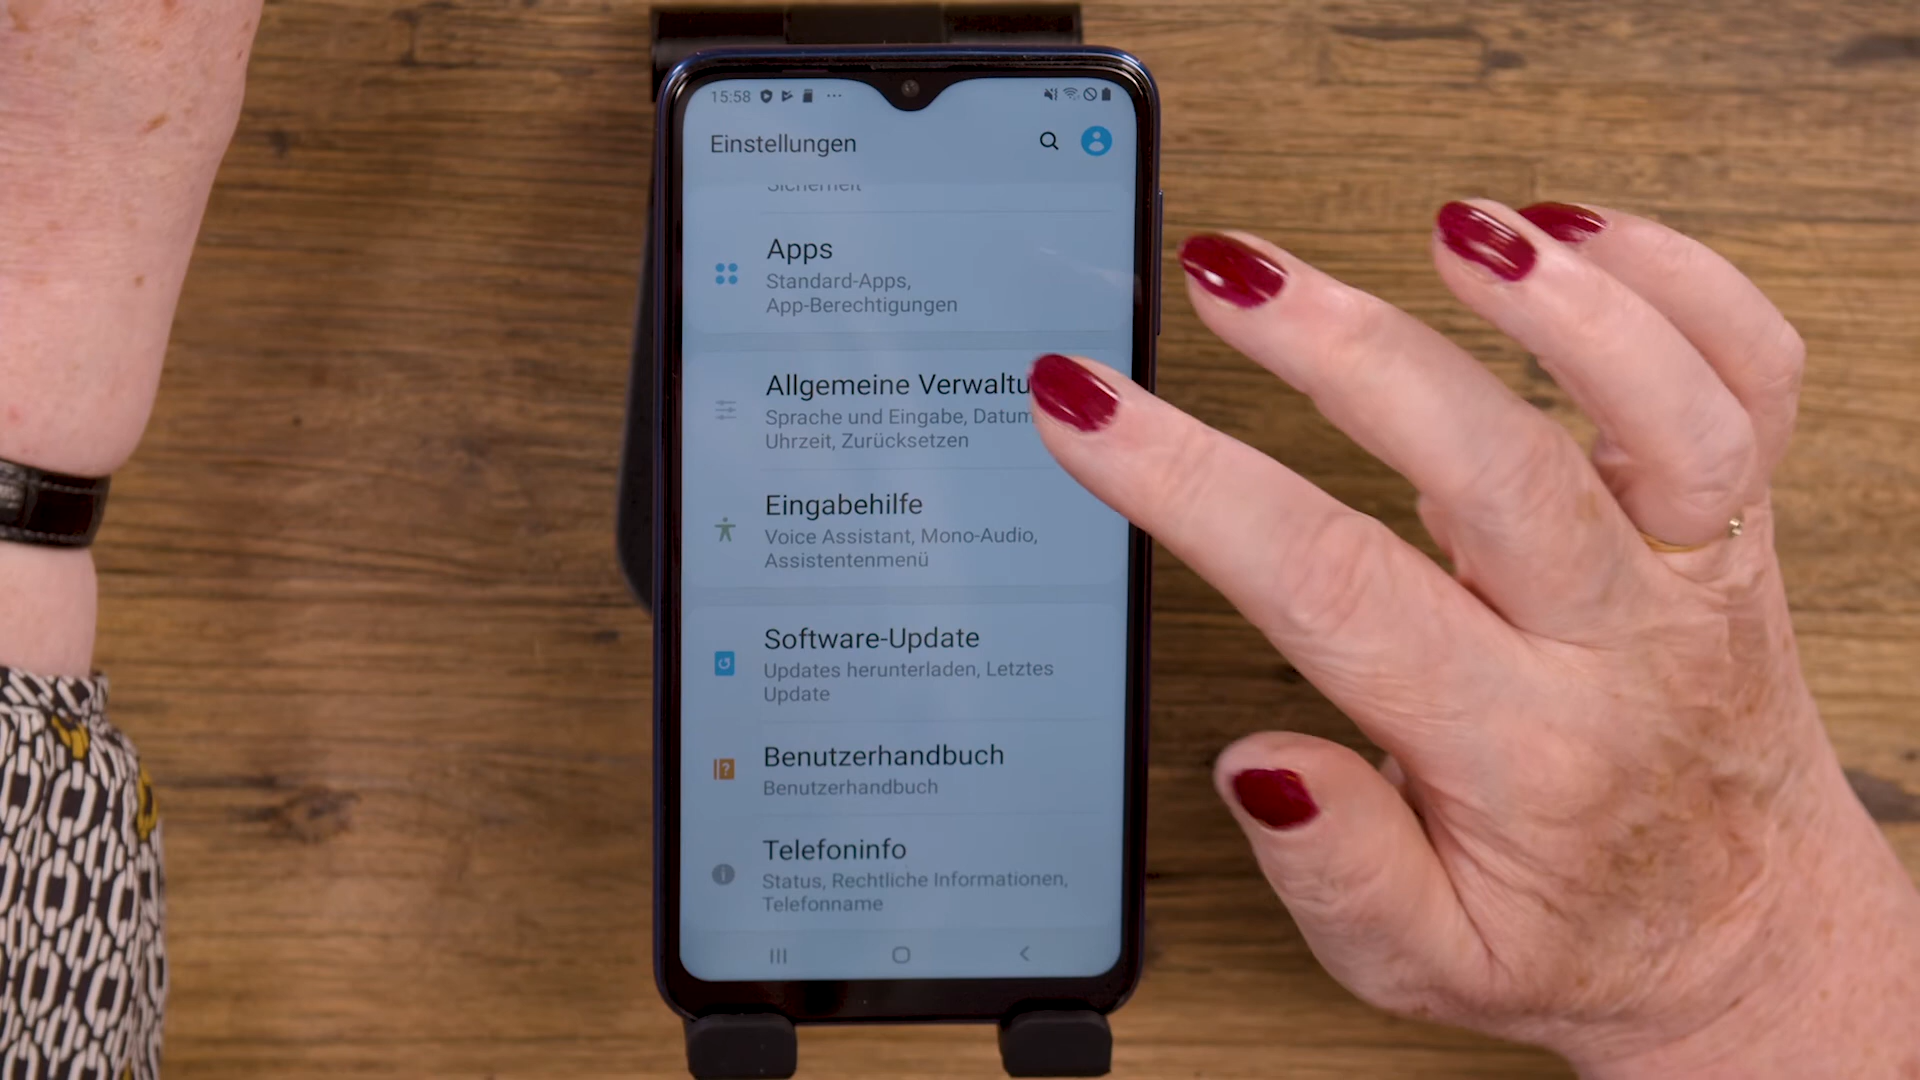 15:58
Einstellungen
Sicherheit
Apps
Standard-Apps,
App-Berechtigungen
Allgemeine Verwaltu
Sprache und Eingabe, Datum
Uhrzeit, Zurücksetzen
Eingabehilfe
Voice Assistant, Mono-Audio,
Assistentenmenü
Software-Update
Updates herunterladen, Letztes
Update
Benutzerhandbuch
Benutzerhandbuch
Telefoninfo
Status, Rechtliche Informationen,
Telefonname